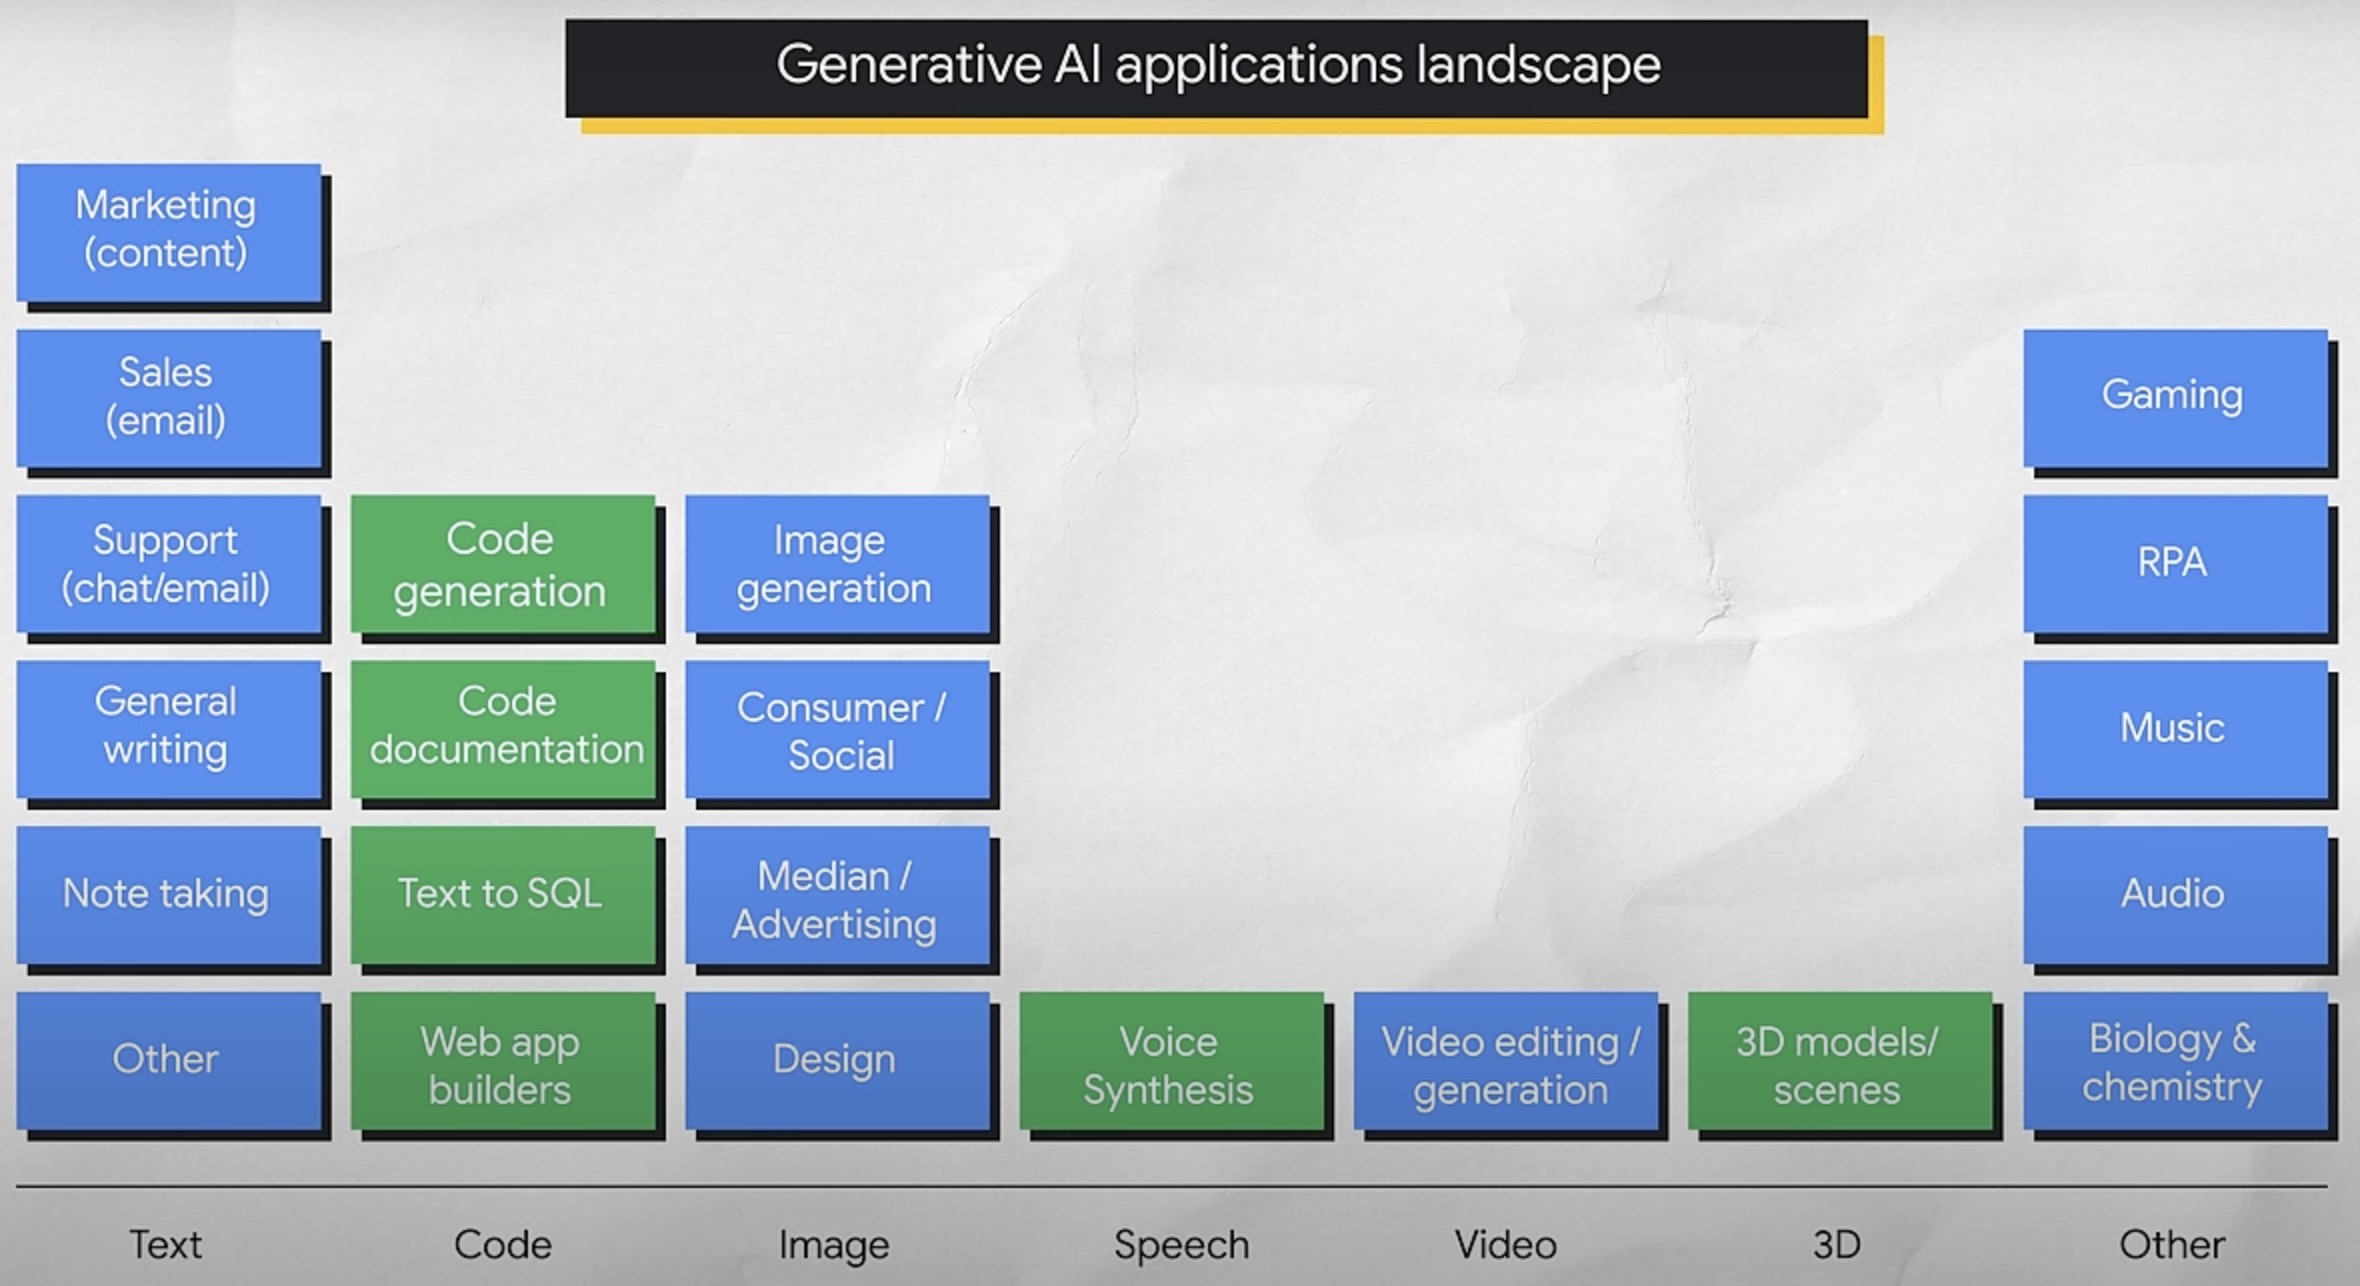 Generative AI applications landscape
Marketing
(content)
Sales
(email)
Support
(chat/email)
General
writing
Note taking
Other
Text
Code
generation
Code
documentation
Text to SQL
Web app
builders
Code
Image
generation
Consumer /
Social
Median /
Advertising
Design
Image
Voice
Synthesis
Speech
Video editing /
generation
Video
3D models/
scenes
3D
Gaming
RPA
Music
Audio
Biology &
chemistry
Other